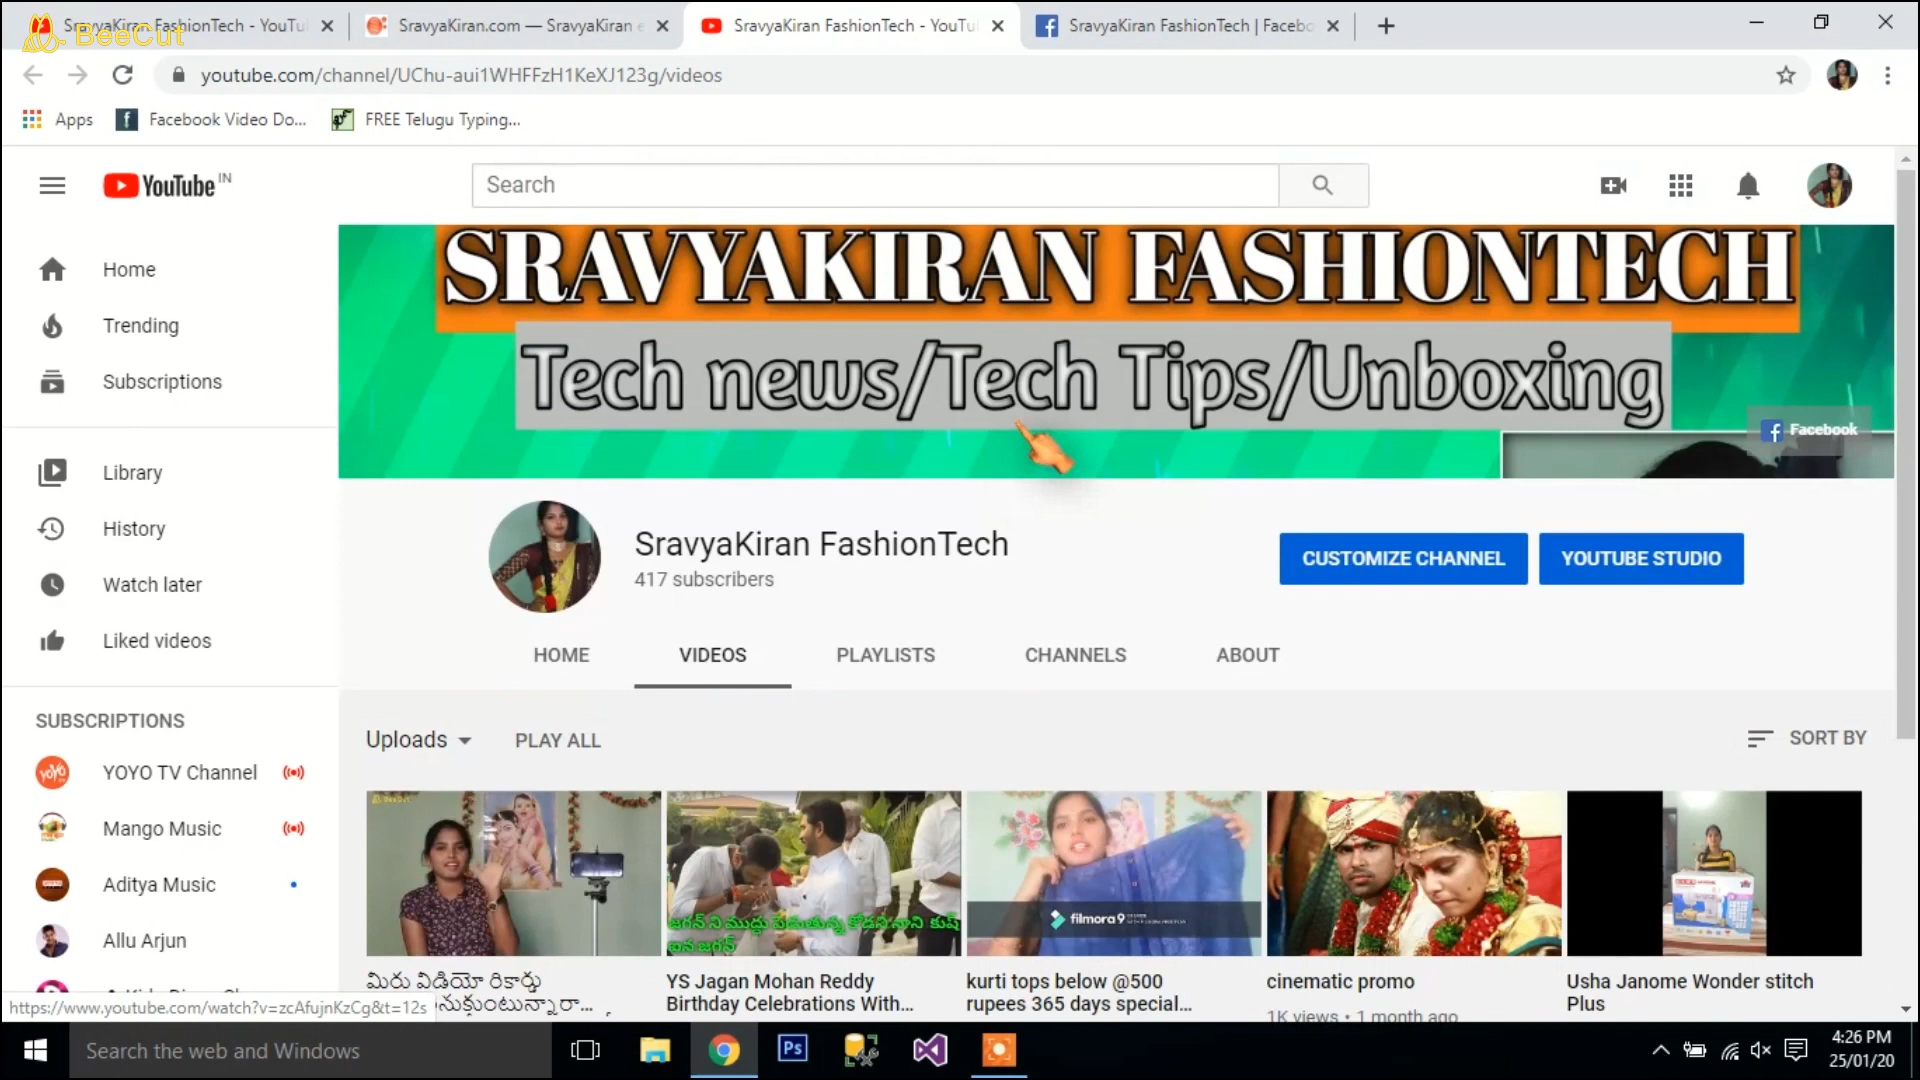 SravyaKiran FashionTech - YouTu
SravyaKiran.com — SravyaKiran e
SravyaKiran FashionTech - YouTu
SravyaKiran FashionTech | Facebo
BeeCut
youtube.com/channel/UChu-aui1WHFFzH1KeXJ123g/videos
Apps
Facebook Video Do...
FREE Telugu Typing...
YouTube IN
Search
Home
Trending
Subscriptions
Library
History
Watch later
Liked videos
SUBSCRIPTIONS
YOYO TV Channel
Mango Music
Aditya Music
Allu Arjun
https://www.youtube.com/watch?v=zcAfujnKzCg&t=12s
SRAVYAKIRAN FASHIONTECH
Tech news/Tech Tips/Unboxing
Facebook
SravyaKiran FashionTech
417 subscribers
CUSTOMIZE CHANNEL
YOUTUBE STUDIO
HOME
VIDEOS
PLAYLISTS
CHANNELS
ABOUT
Uploads
PLAY ALL
SORT BY
BeeCut
జగన్ ని ముద్దు పెడుతున్న కోడని నాని కుష్
filmora9
మిరు విడియో రికార్డు
YS Jagan Mohan Reddy
Birthday Celebrations With...
kurti tops below @500
rupees 365 days special...
cinematic promo
1K views • 1 month ago
Usha Janome Wonder stitch
Plus
Search the web and Windows
Ps
4:26 PM
25/01/20